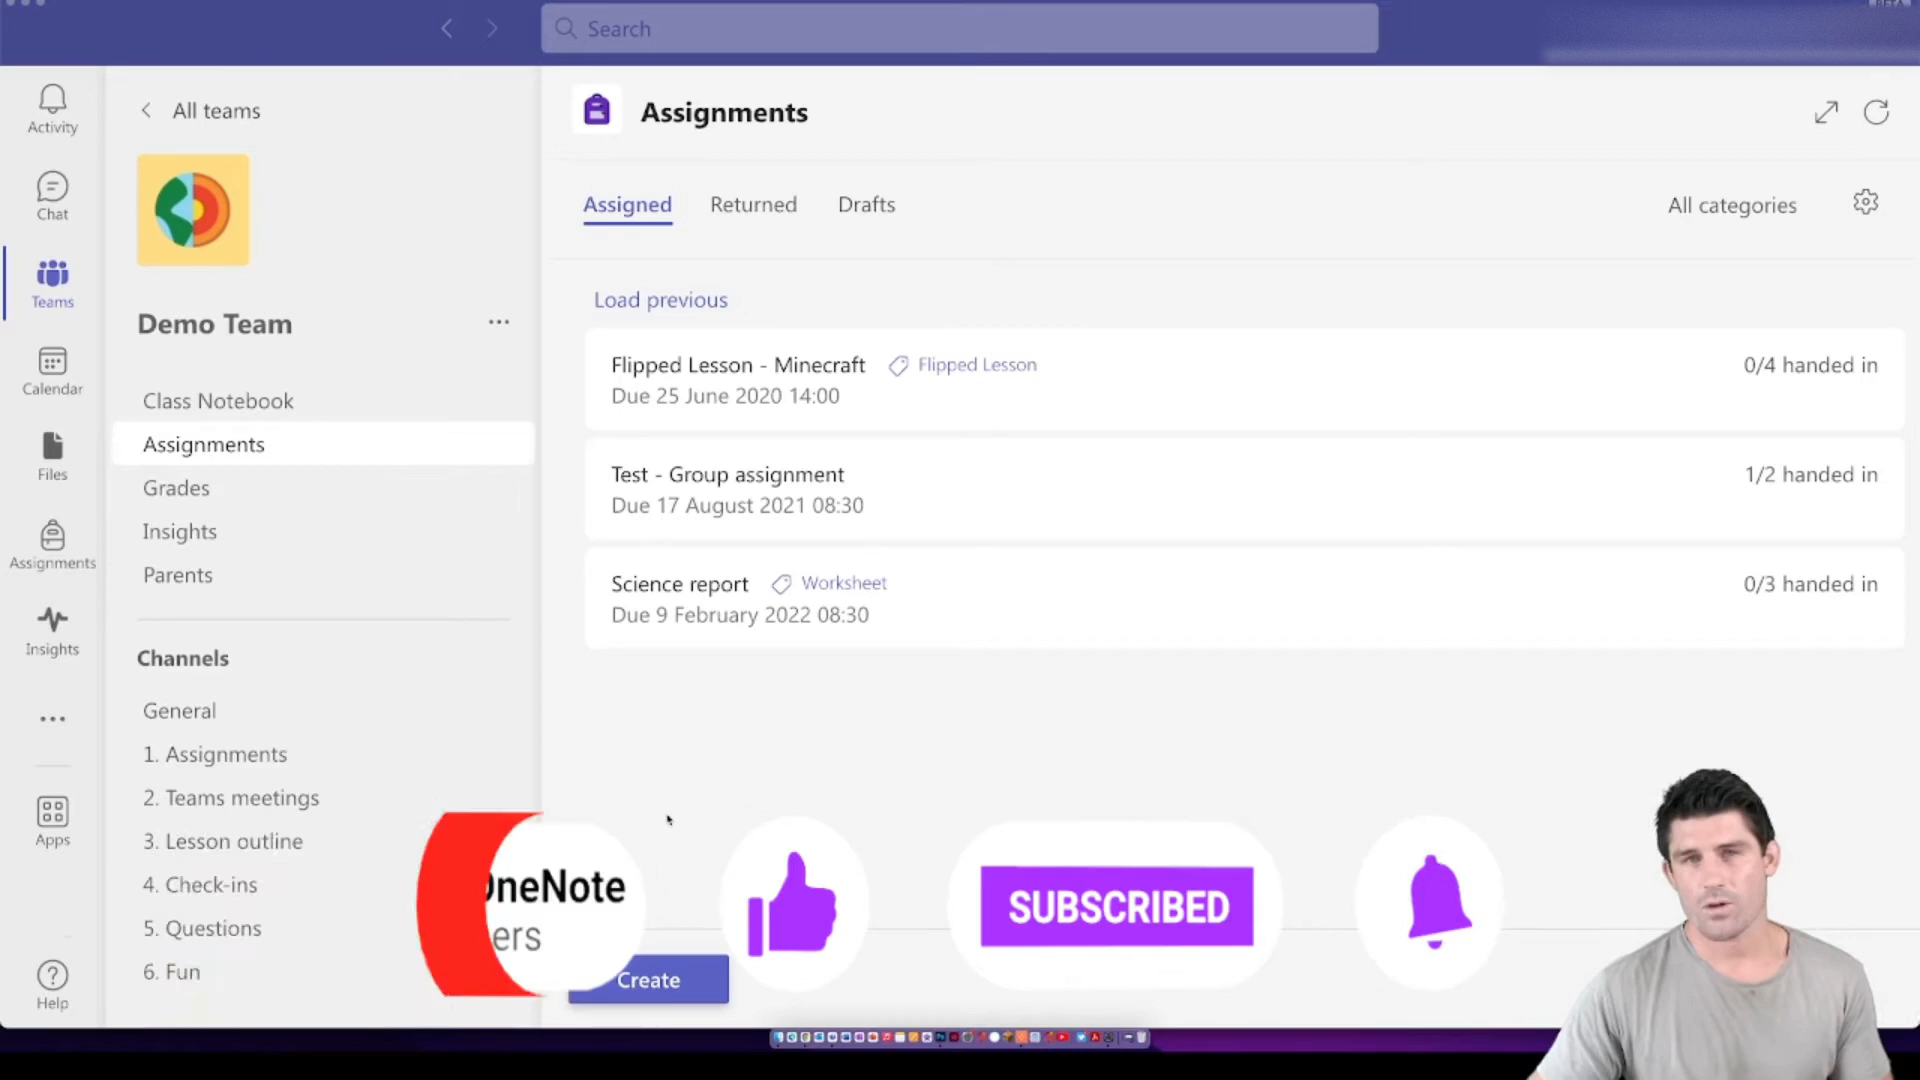 Search
BETA
Activity
Chat
Teams
Calendar
Files
Assignments
Insights
Apps
Help
All teams
Demo Team
Class Notebook
Assignments
Grades
Insights
Parents
Channels
General
1. Assignments
2. Teams meetings
3. Lesson outline
4. Check-ins
5. Questions
6. Fun
Assignments
Assigned Returned Drafts
All categories
Load previous
Flipped Lesson - Minecraft Flipped Lesson 0/4 handed in
Due 25 June 2020 14:00
Test - Group assignment 1/2 handed in
Due 17 August 2021 08:30
Science report Worksheet 0/3 handed in
Due 9 February 2022 08:30
OneNote
ers
SUBSCRIBED
Create